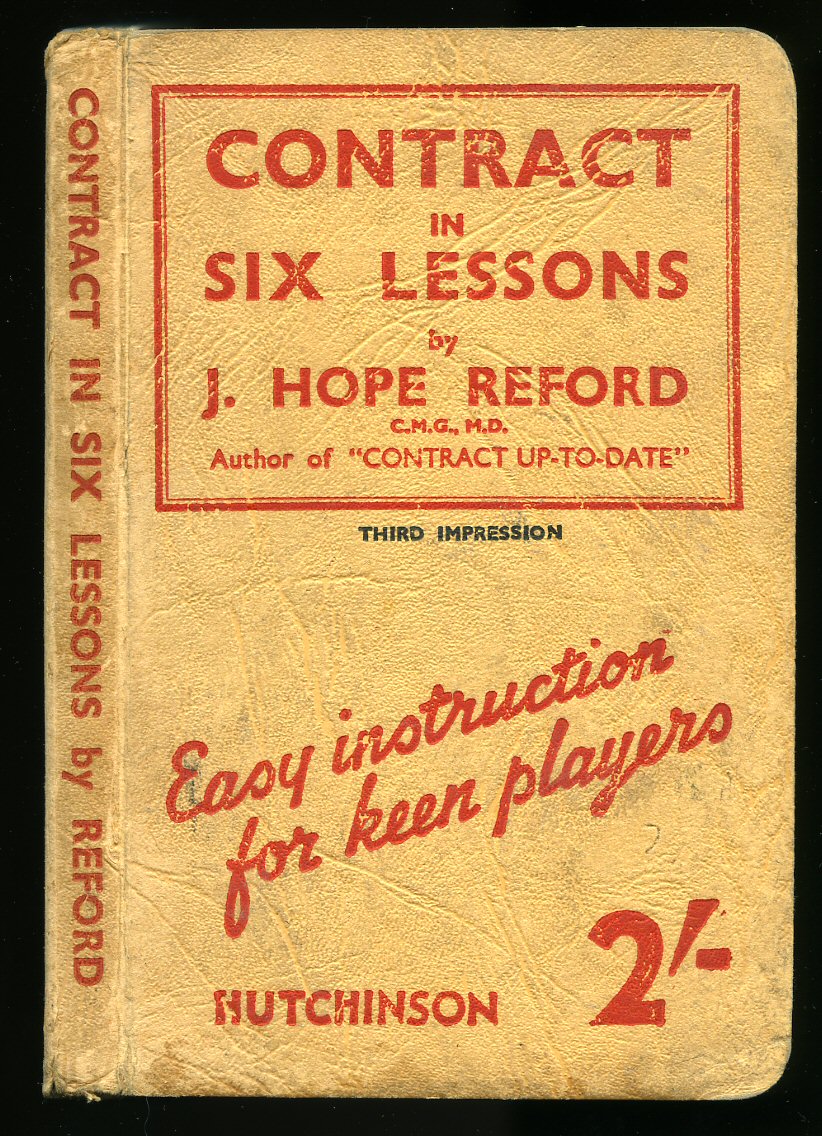 CONTRACT IN SIX LESSONS by REFORD
CONTRACT
IN
SIX LESSONS
by
J. HOPE REFORD
C.M.G., M.D.
Author of "CONTRACT UP-TO-DATE"
THIRD IMPRESSION
Easy instruction
for keen players
2/-
HUTCHINSON